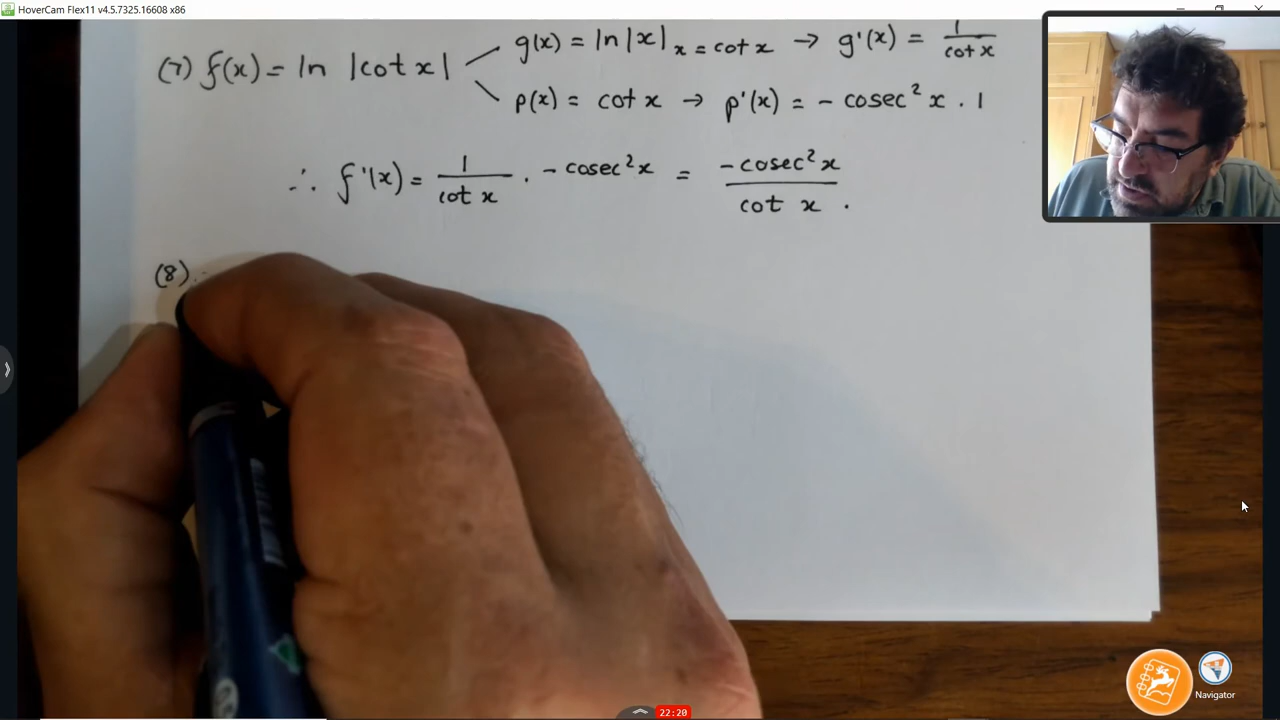 HoverCam Flex11 v4.5.7325.16608 x86
(7) f(x) = ln |cot x|
g(x) = ln|x| x = cot x → g'(x) = 1/cot x
p(x) = cot x → p'(x) = - cosec² x . 1
∴ f'(x) = 1/cot x . - cosec² x = - cosec² x / cot x .
(8).
Navigator
22:20